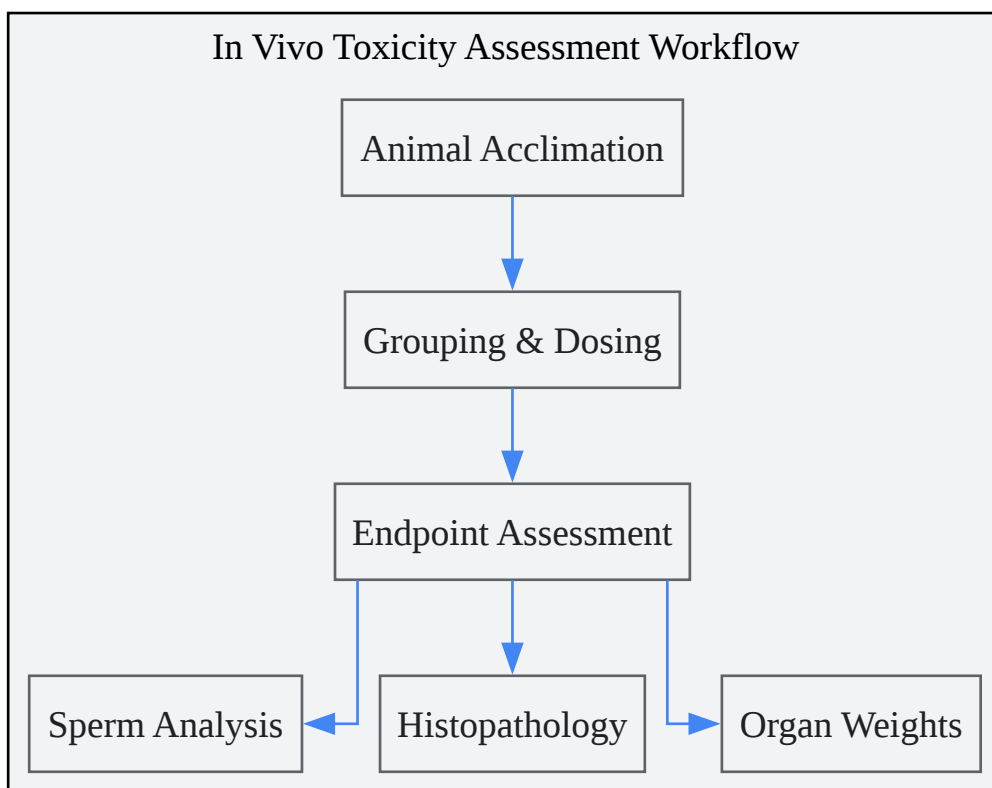 In Vivo Toxicity Assessment Workflow
Animal Acclimation
Grouping & Dosing
Endpoint Assessment
Sperm Analysis
Histopathology
Organ Weights